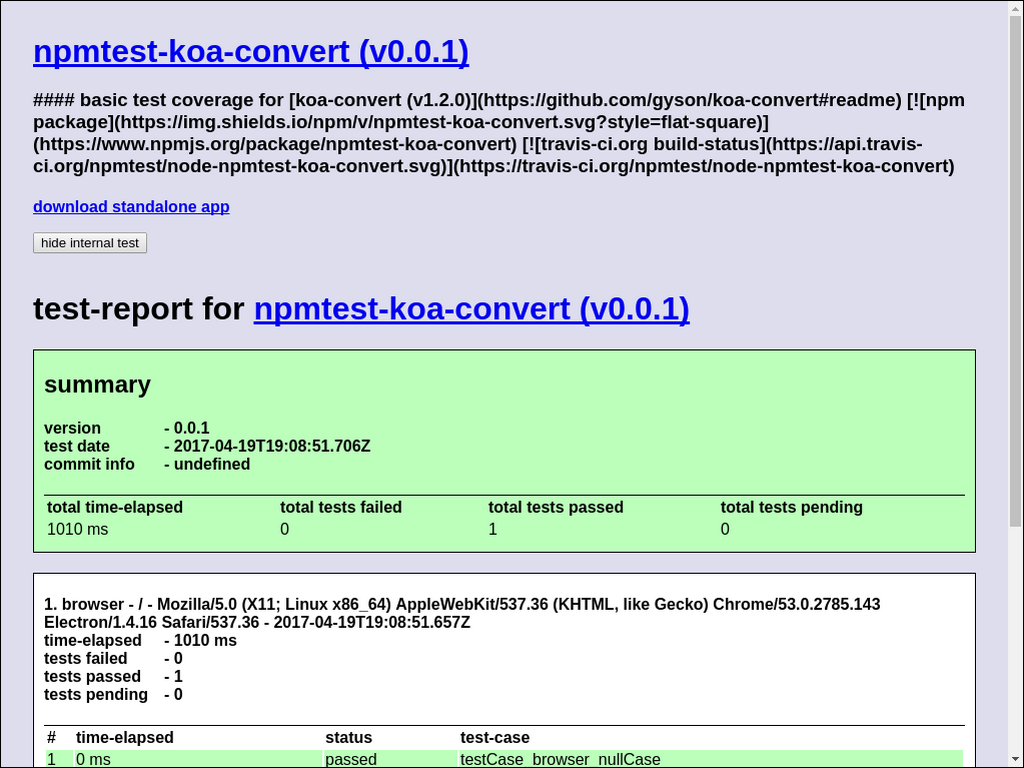 npmtest-koa-convert (v0.0.1)
#### basic test coverage for [koa-convert (v1.2.0)](https://github.com/gyson/koa-convert#readme) [![npm
package](https://img.shields.io/npm/v/npmtest-koa-convert.svg?style=flat-square)]
(https://www.npmjs.org/package/npmtest-koa-convert) [![travis-ci.org build-status](https://api.travis-
ci.org/npmtest/node-npmtest-koa-convert.svg)](https://travis-ci.org/npmtest/node-npmtest-koa-convert)
download standalone app
hide internal test
test-report for npmtest-koa-convert (v0.0.1)
summary
version - 0.0.1
test date - 2017-04-19T19:08:51.706Z
commit info - undefined
total time-elapsed total tests failed total tests passed total tests pending
1010 ms 0 1 0
1. browser - / - Mozilla/5.0 (X11; Linux x86_64) AppleWebKit/537.36 (KHTML, like Gecko) Chrome/53.0.2785.143
Electron/1.4.16 Safari/537.36 - 2017-04-19T19:08:51.657Z
time-elapsed - 1010 ms
tests failed - 0
tests passed - 1
tests pending - 0
# time-elapsed status test-case
1 0 ms passed testCase_browser_nullCase